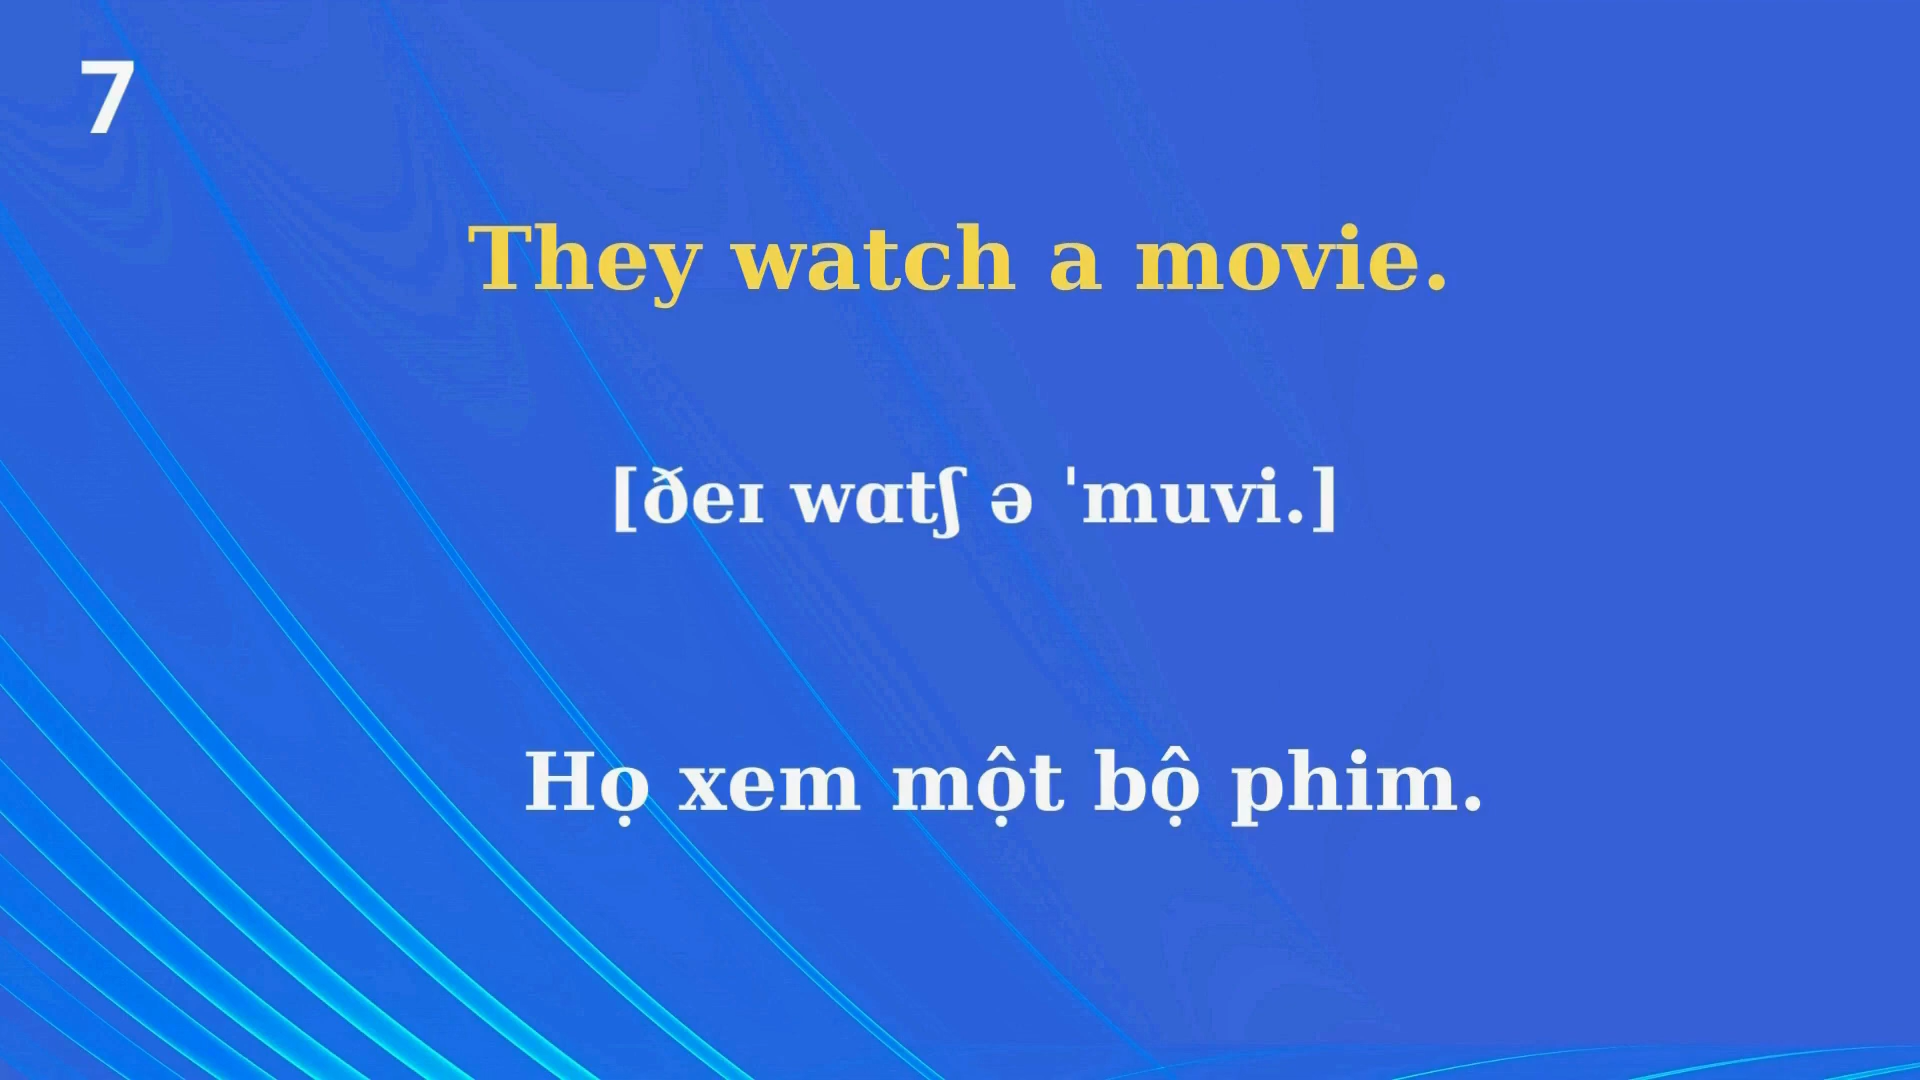 7
They watch a movie.
[ðeɪ wɑtʃ ə ˈmuvi.]
Họ xem một bộ phim.